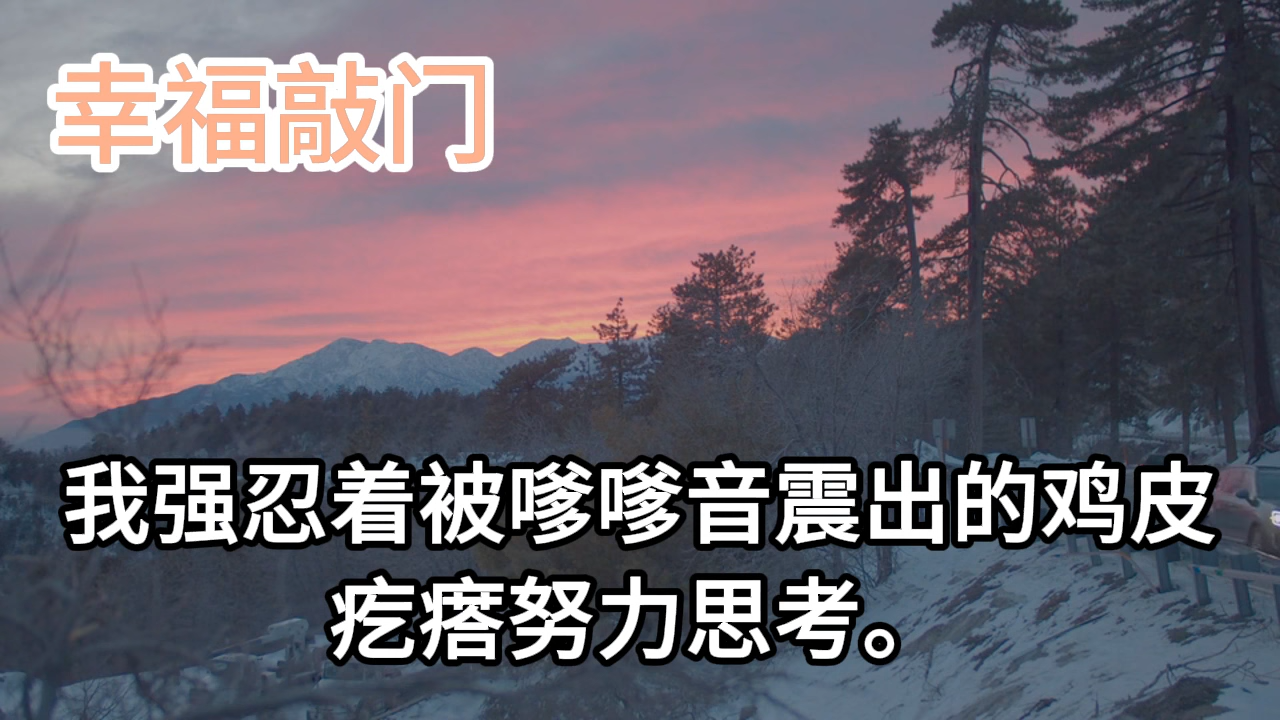 幸福敲门
我强忍着被嗲嗲音震出的鸡皮
疙瘩努力思考。